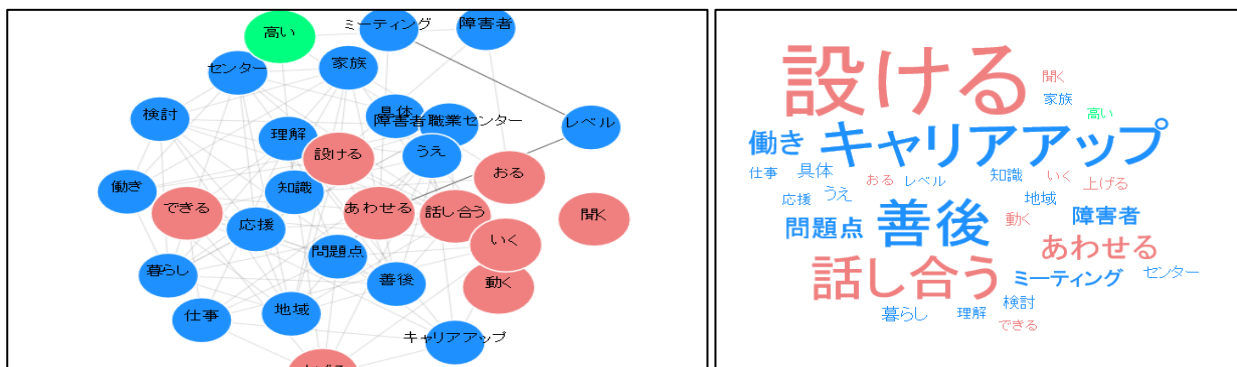 高い
ミーティング
障害者
センター
家族
検討
具体
障害者職業センター
レベル
理解
設ける
うえ
働き
知識
おる
できる
あわせる
話し合う
聞く
応援
いく
問題点
暮らし
善後
動く
仕事
地域
キャリアアップ
設ける
聞く
家族
高い
働き
キャリアアップ
仕事
具体
おる
レベル
知識
いく
上げる
応援
うえ
地域
問題点
善後
動く
障害者
あわせる
話し合う
ミーティング
センター
検討
暮らし
理解
できる